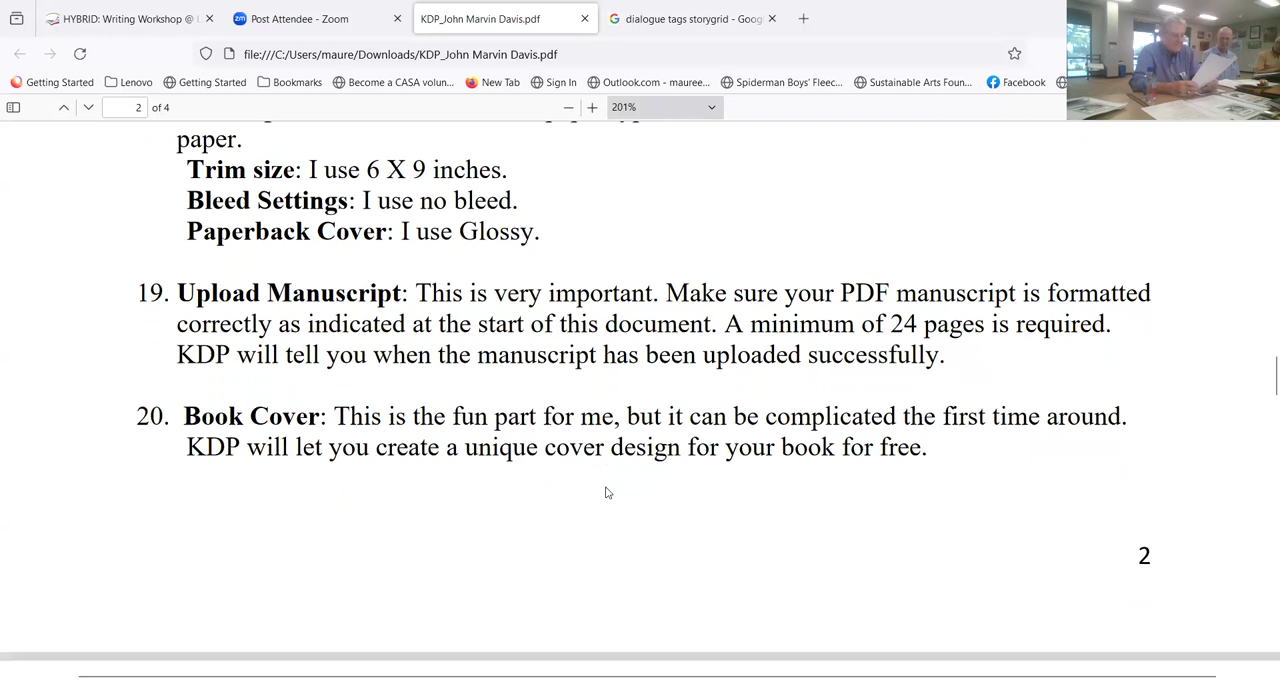 HYBRID: Writing Workshop @
Post Attendee - Zoom
KDP_John Marvin Davis.pdf
dialogue tags storygrid - Goog
file:///C:/Users/maure/Downloads/KDP_John Marvin Davis.pdf
Getting Started Lenovo Getting Started Bookmarks Become a CASA volun... New Tab Sign In Outlook.com - mauree... Spiderman Boys' Fleec... Sustainable Arts Foun... Facebook
2 of 4
201%
paper.
Trim size: I use 6 X 9 inches.
Bleed Settings: I use no bleed.
Paperback Cover: I use Glossy.
19. Upload Manuscript: This is very important. Make sure your PDF manuscript is formatted
correctly as indicated at the start of this document. A minimum of 24 pages is required.
KDP will tell you when the manuscript has been uploaded successfully.
20. Book Cover: This is the fun part for me, but it can be complicated the first time around.
KDP will let you create a unique cover design for your book for free.
2